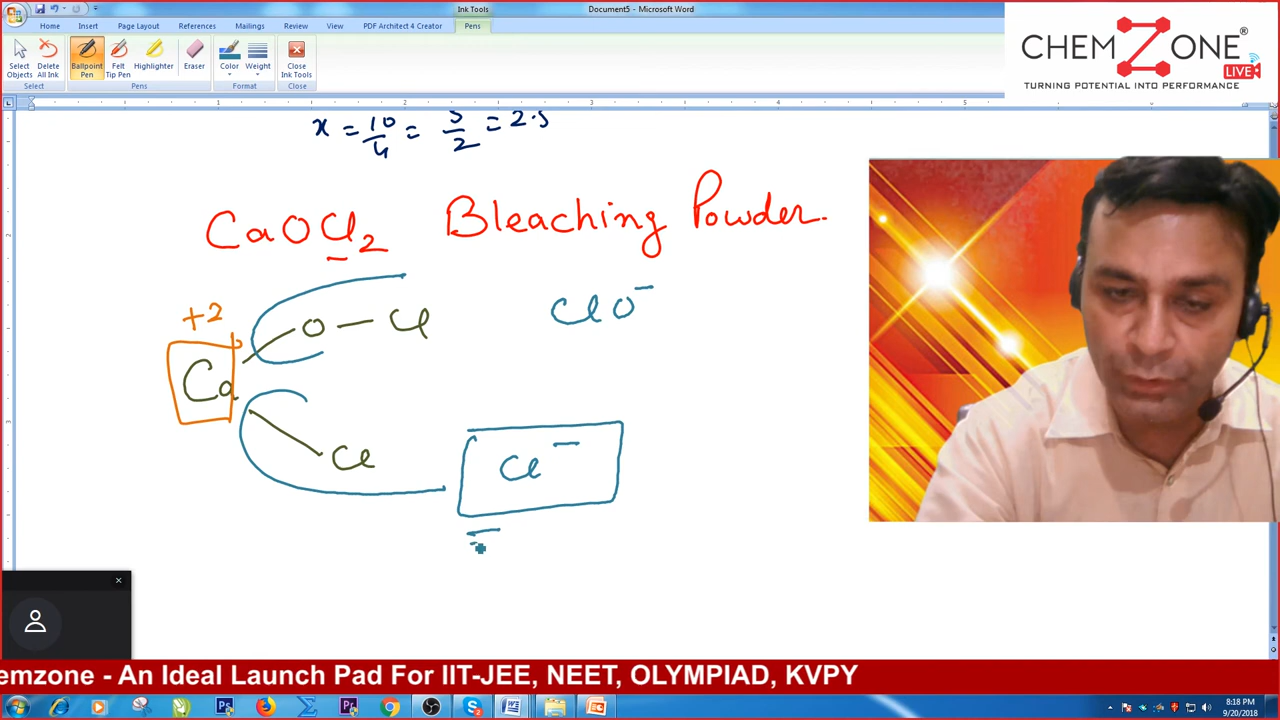 Ink Tools
Document5 - Microsoft Word
Home Insert Page Layout References Mailings Review View PDF Architect 4 Creator Pens
Select Objects
Delete All Ink
Ballpoint Pen
Felt Tip Pen
Highlighter
Eraser
Color
Weight
Close Ink Tools
Select Pens Format Close
CHEMZONE®
LIVE
TURNING POTENTIAL INTO PERFORMANCE
1 2 3 5
x = 10/4 = 5/2 = 2.5
CaOCl2 Bleaching Powder.
+2
O — Cl
ClO-
Ca
Cl
Cl-
emzone - An Ideal Launch Pad For IIT-JEE, NEET, OLYMPIAD, KVPY
8:18 PM
9/20/2018